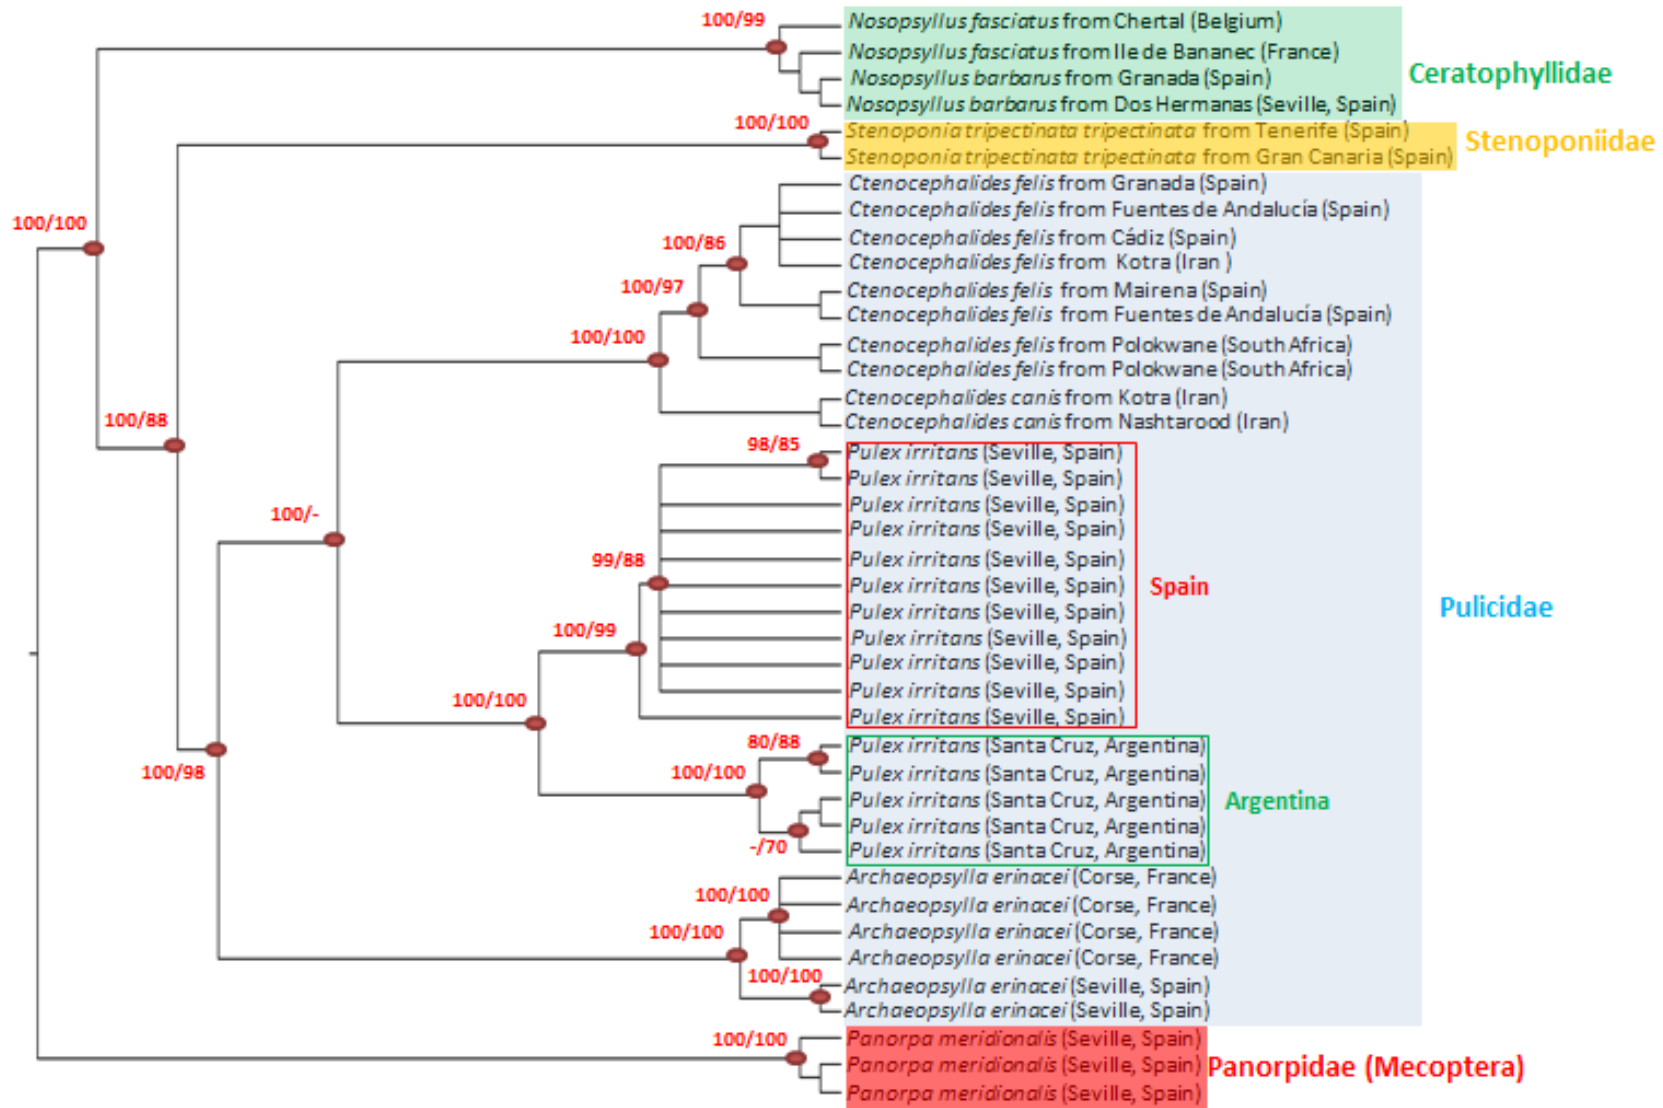 100/99
Nosopsyllus fasciatus from Chertal (Belgium)
Nosopsyllus fasciatus from Ile de Bananec (France)
Nosopsyllus barbarus from Granada (Spain)
Nosopsyllus barbarus from Dos Hermanas (Seville, Spain)
Ceratophyllidae
100/100
Stenoponia tripectinata tripectinata from Tenerife (Spain)
Stenoponia tripectinata tripectinata from Gran Canaria (Spain)
Stenoponiidae
Ctenocephalides felis from Granada (Spain)
Ctenocephalides felis from Fuentes de Andalucía (Spain)
Ctenocephalides felis from Cádiz (Spain)
Ctenocephalides felis from Kotra (Iran )
Ctenocephalides felis from Mairena (Spain)
Ctenocephalides felis from Fuentes de Andalucía (Spain)
Ctenocephalides felis from Polokwane (South Africa)
Ctenocephalides felis from Polokwane (South Africa)
Ctenocephalides canis from Kotra (Iran)
Ctenocephalides canis from Nashtarood (Iran)
100/100
100/86
100/97
100/100
100/88
98/85
Pulex irritans (Seville, Spain)
Pulex irritans (Seville, Spain)
Pulex irritans (Seville, Spain)
Pulex irritans (Seville, Spain)
Pulex irritans (Seville, Spain)
Pulex irritans (Seville, Spain)
Pulex irritans (Seville, Spain)
Pulex irritans (Seville, Spain)
Pulex irritans (Seville, Spain)
Pulex irritans (Seville, Spain)
Pulex irritans (Seville, Spain)
Spain
Pulicidae
100/-
99/88
100/99
100/100
100/98
80/88
100/100
-/70
Pulex irritans (Santa Cruz, Argentina)
Pulex irritans (Santa Cruz, Argentina)
Pulex irritans (Santa Cruz, Argentina)
Pulex irritans (Santa Cruz, Argentina)
Pulex irritans (Santa Cruz, Argentina)
Argentina
100/100
100/100
100/100
Archaeopsylla erinacei (Corse, France)
Archaeopsylla erinacei (Corse, France)
Archaeopsylla erinacei (Corse, France)
Archaeopsylla erinacei (Corse, France)
Archaeopsylla erinacei (Seville, Spain)
Archaeopsylla erinacei (Seville, Spain)
100/100
Panorpa meridionalis (Seville, Spain)
Panorpa meridionalis (Seville, Spain)
Panorpa meridionalis (Seville, Spain)
Panorpidae (Mecoptera)